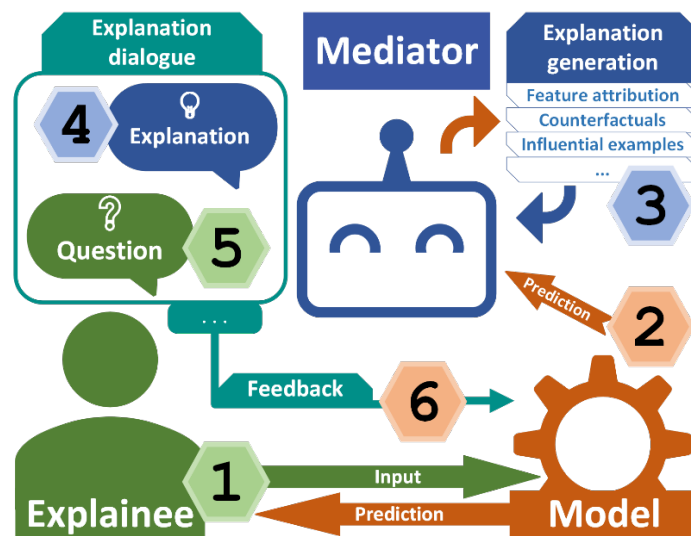 Explanation
dialogue
4
Explanation
?
Question
5
...
Mediator
Explanation
generation
Feature attribution
Counterfactuals
Influential examples
...
3
Prediction
2
Feedback
6
1
Input
Prediction
Explainee
Model